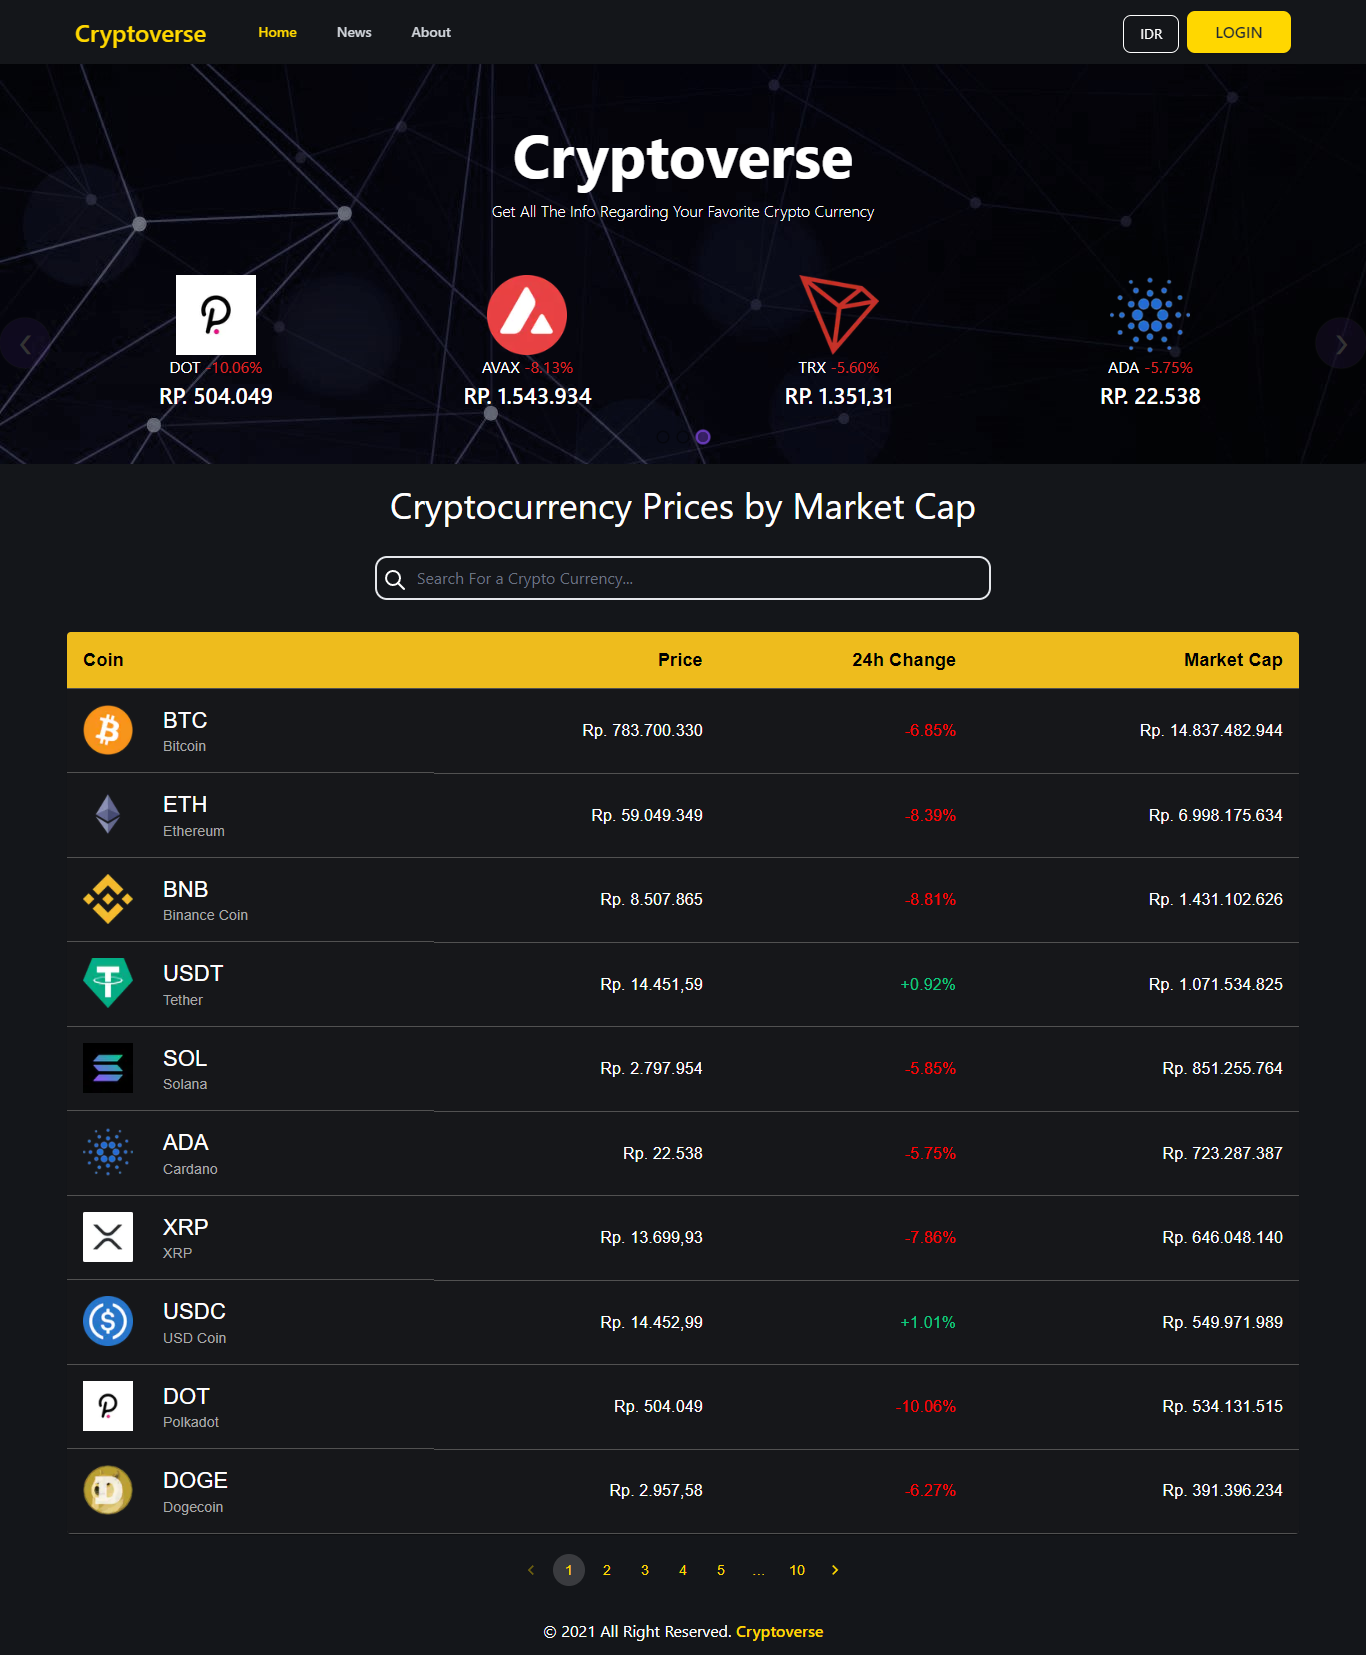 Cryptoverse Home News About IDR LOGIN
Cryptoverse
Get All The Info Regarding Your Favorite Crypto Currency
DOT -10.06%
RP. 504.049
AVAX -8.13%
RP. 1.543.934
TRX -5.60%
RP. 1.351,31
ADA -5.75%
RP. 22.538
Cryptocurrency Prices by Market Cap
Search For a Crypto Currency...
Coin Price 24h Change Market Cap
BTC
Bitcoin
Rp. 783.700.330 -6.85% Rp. 14.837.482.944
ETH
Ethereum
Rp. 59.049.349 -8.39% Rp. 6.998.175.634
BNB
Binance Coin
Rp. 8.507.865 -8.81% Rp. 1.431.102.626
USDT
Tether
Rp. 14.451,59 +0.92% Rp. 1.071.534.825
SOL
Solana
Rp. 2.797.954 -5.85% Rp. 851.255.764
ADA
Cardano
Rp. 22.538 -5.75% Rp. 723.287.387
XRP
XRP
Rp. 13.699,93 -7.86% Rp. 646.048.140
USDC
USD Coin
Rp. 14.452,99 +1.01% Rp. 549.971.989
DOT
Polkadot
Rp. 504.049 -10.06% Rp. 534.131.515
DOGE
Dogecoin
Rp. 2.957,58 -6.27% Rp. 391.396.234
1 2 3 4 5 ... 10
© 2021 All Right Reserved. Cryptoverse